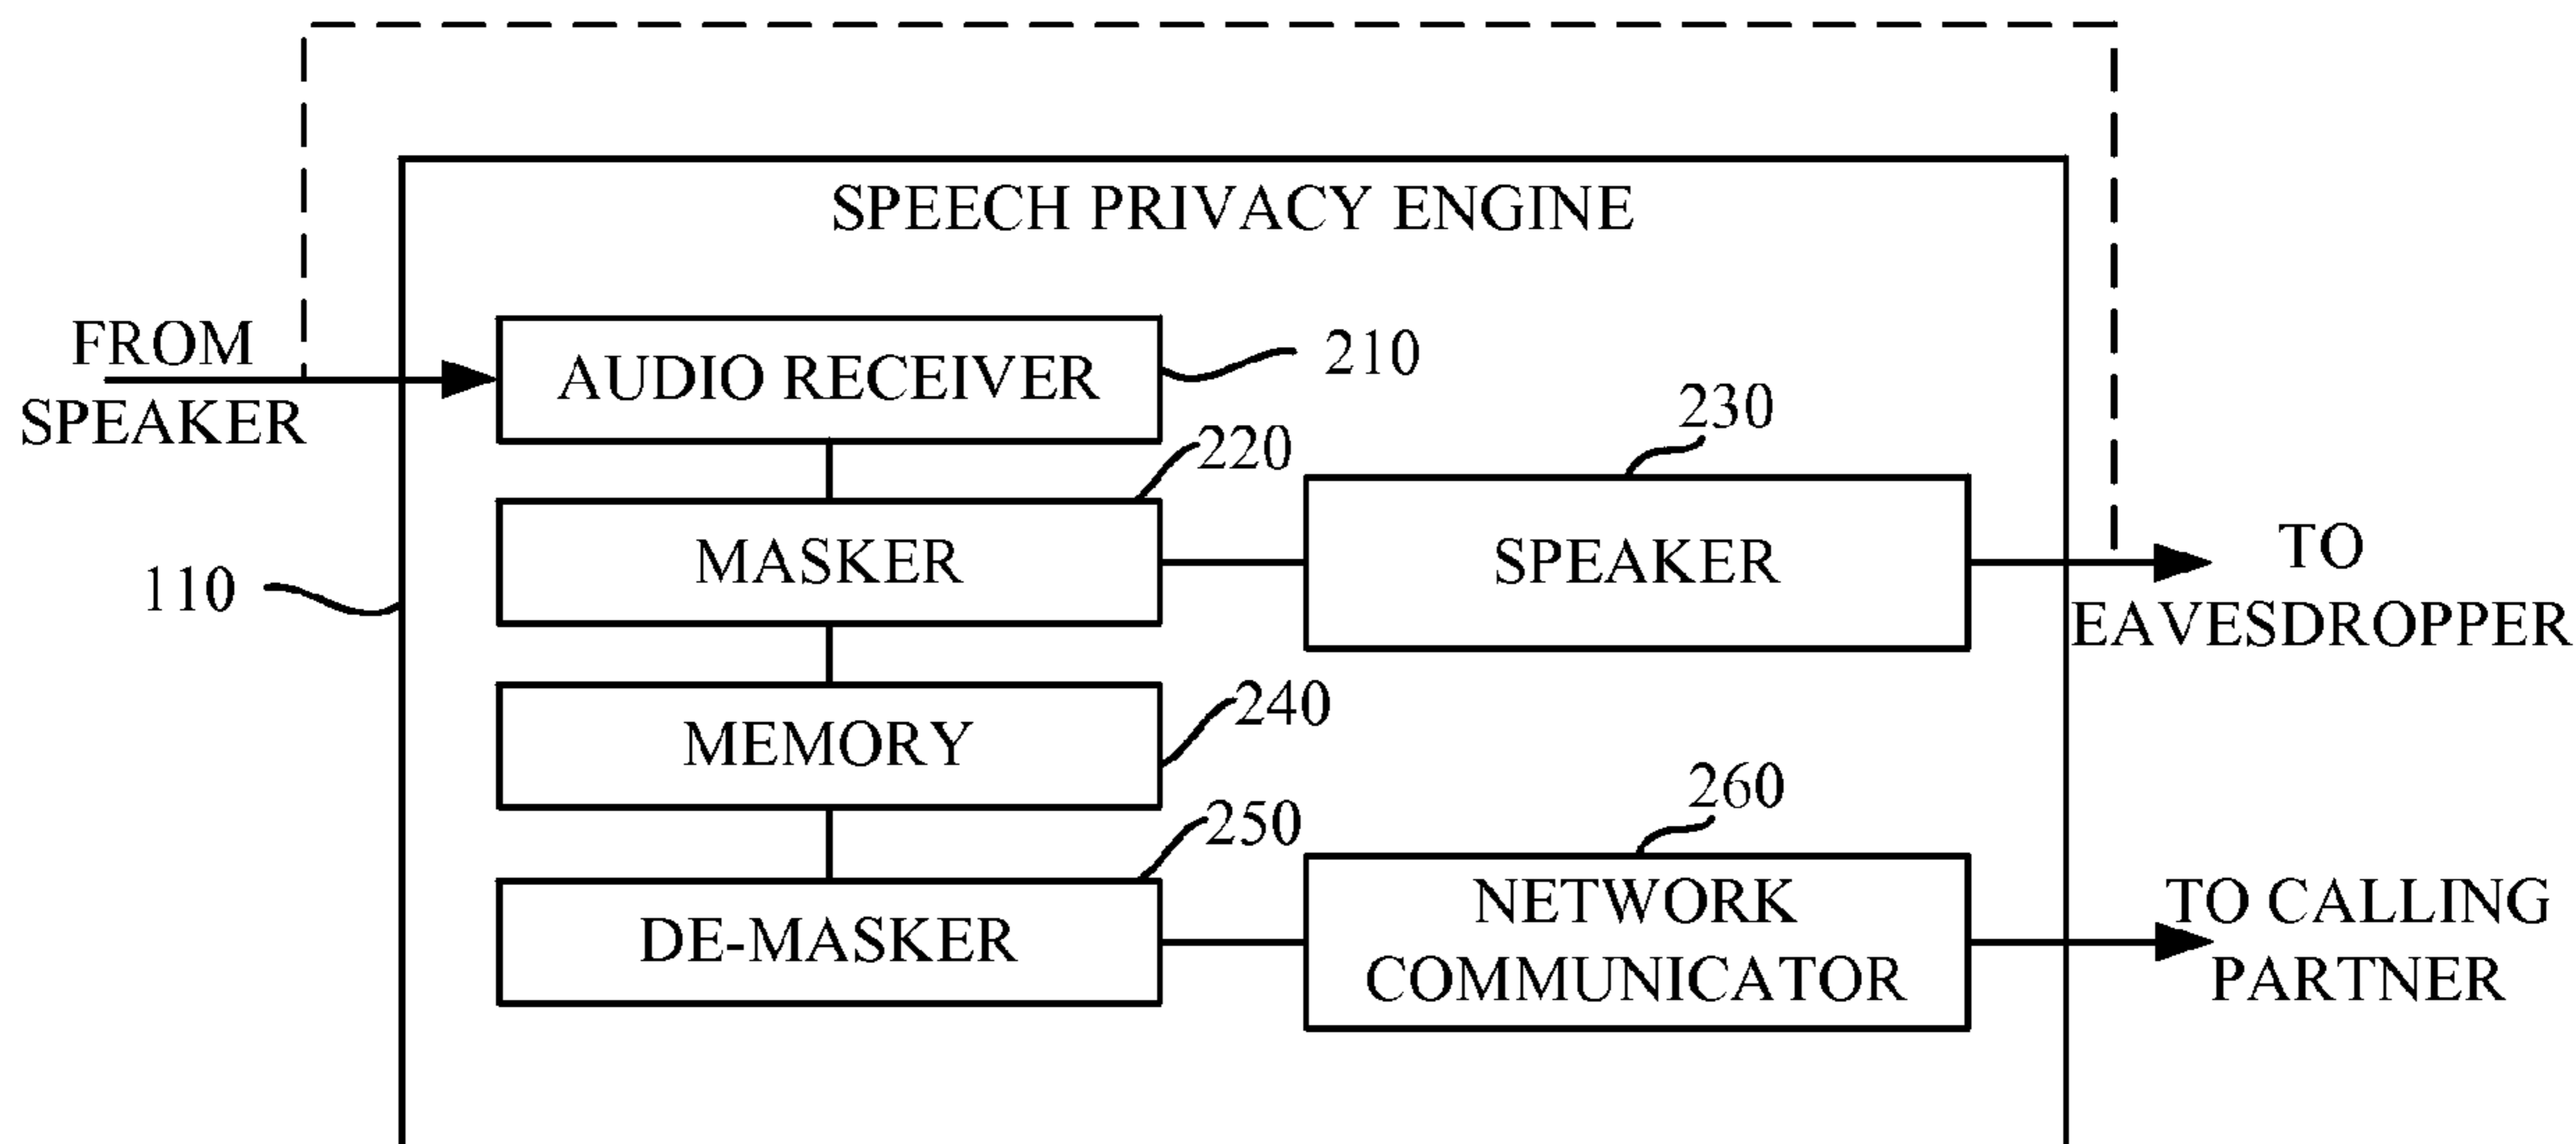 SPEECH PRIVACY ENGINE
FROM
SPEAKER
AUDIO RECEIVER
210
220
230
MASKER
SPEAKER
TO
EAVESDROPPER
110
MEMORY
240
250
260
DE-MASKER
NETWORK
COMMUNICATOR
TO CALLING
PARTNER